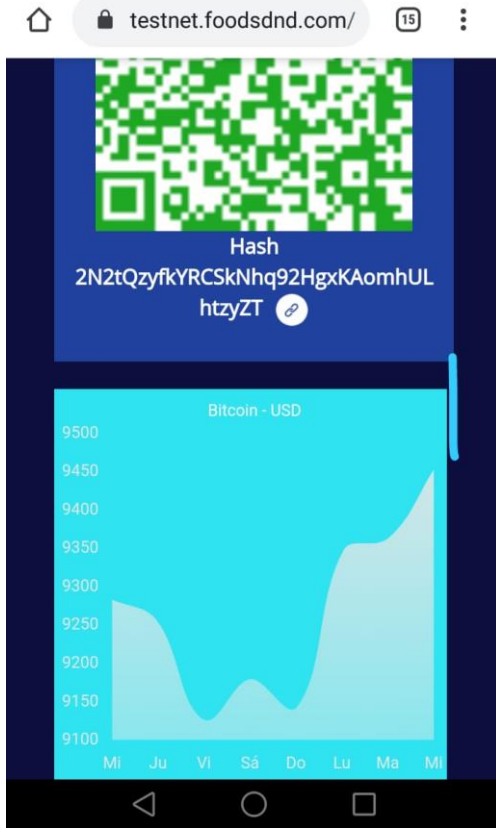 testnet.foodsdnd.com/
15
Hash
2N2tQzyfkYRCSkNhq92HgxKAomhUL
htzyZT
Bitcoin - USD
9500
9450
9400
9350
9300
9250
9200
9150
9100
Mi Ju Vi Sá Do Lu Ma Mi